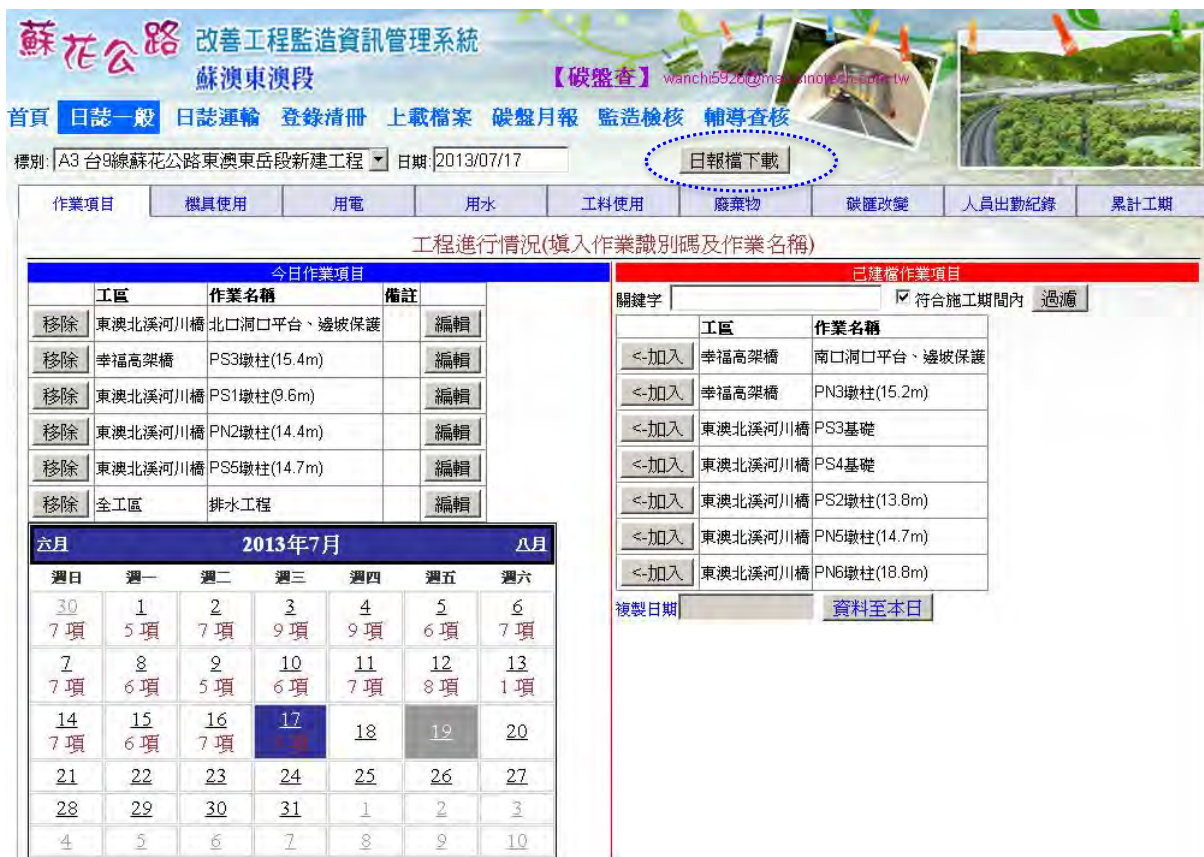 蘇花公路 改善工程監造資訊管理系統
蘇澳東澳段
【碳盤查】
首頁 日誌一般 日誌運輸 登錄清冊 上載檔案 碳盤月報 監造檢核 輔導查核
標別: A3 台9線蘇花公路東澳東岳段新建工程 日期: 2013/07/17 日報檔下載
作業項目 機具使用 用電 用水 工料使用 廢棄物 碳匯改變 人員出勤紀錄 累計工期
工程進行情況(填入作業識別碼及作業名稱)
今日作業項目
工區 作業名稱 備註
移除 東澳北溪河川橋 北口洞口平台、邊坡保護 編輯
移除 幸福高架橋 PS3墩柱(15.4m) 編輯
移除 東澳北溪河川橋 PS1墩柱(9.6m) 編輯
移除 東澳北溪河川橋 PN2墩柱(14.4m) 編輯
移除 東澳北溪河川橋 PS5墩柱(14.7m) 編輯
移除 全工區 排水工程 編輯
六月 2013年7月 八月
週日 週一 週二 週三 週四 週五 週六
30 1 2 3 4 5 6
7 項 5 項 7 項 9 項 9 項 6 項 7 項
7 8 9 10 11 12 13
7 項 6 項 5 項 6 項 7 項 8 項 1 項
14 15 16 17 18 19 20
7 項 6 項 7 項 項
21 22 23 24 25 26 27
28 29 30 31 1 2 3
4 5 6 7 8 9 10
已建檔作業項目
關鍵字 符合施工期間內 過濾
工區 作業名稱
<-加入 幸福高架橋 南口洞口平台、邊坡保護
<-加入 幸福高架橋 PN3墩柱(15.2m)
<-加入 東澳北溪河川橋 PS3基礎
<-加入 東澳北溪河川橋 PS4基礎
<-加入 東澳北溪河川橋 PS2墩柱(13.8m)
<-加入 東澳北溪河川橋 PN5墩柱(14.7m)
<-加入 東澳北溪河川橋 PN6墩柱(18.8m)
複製日期 資料至本日